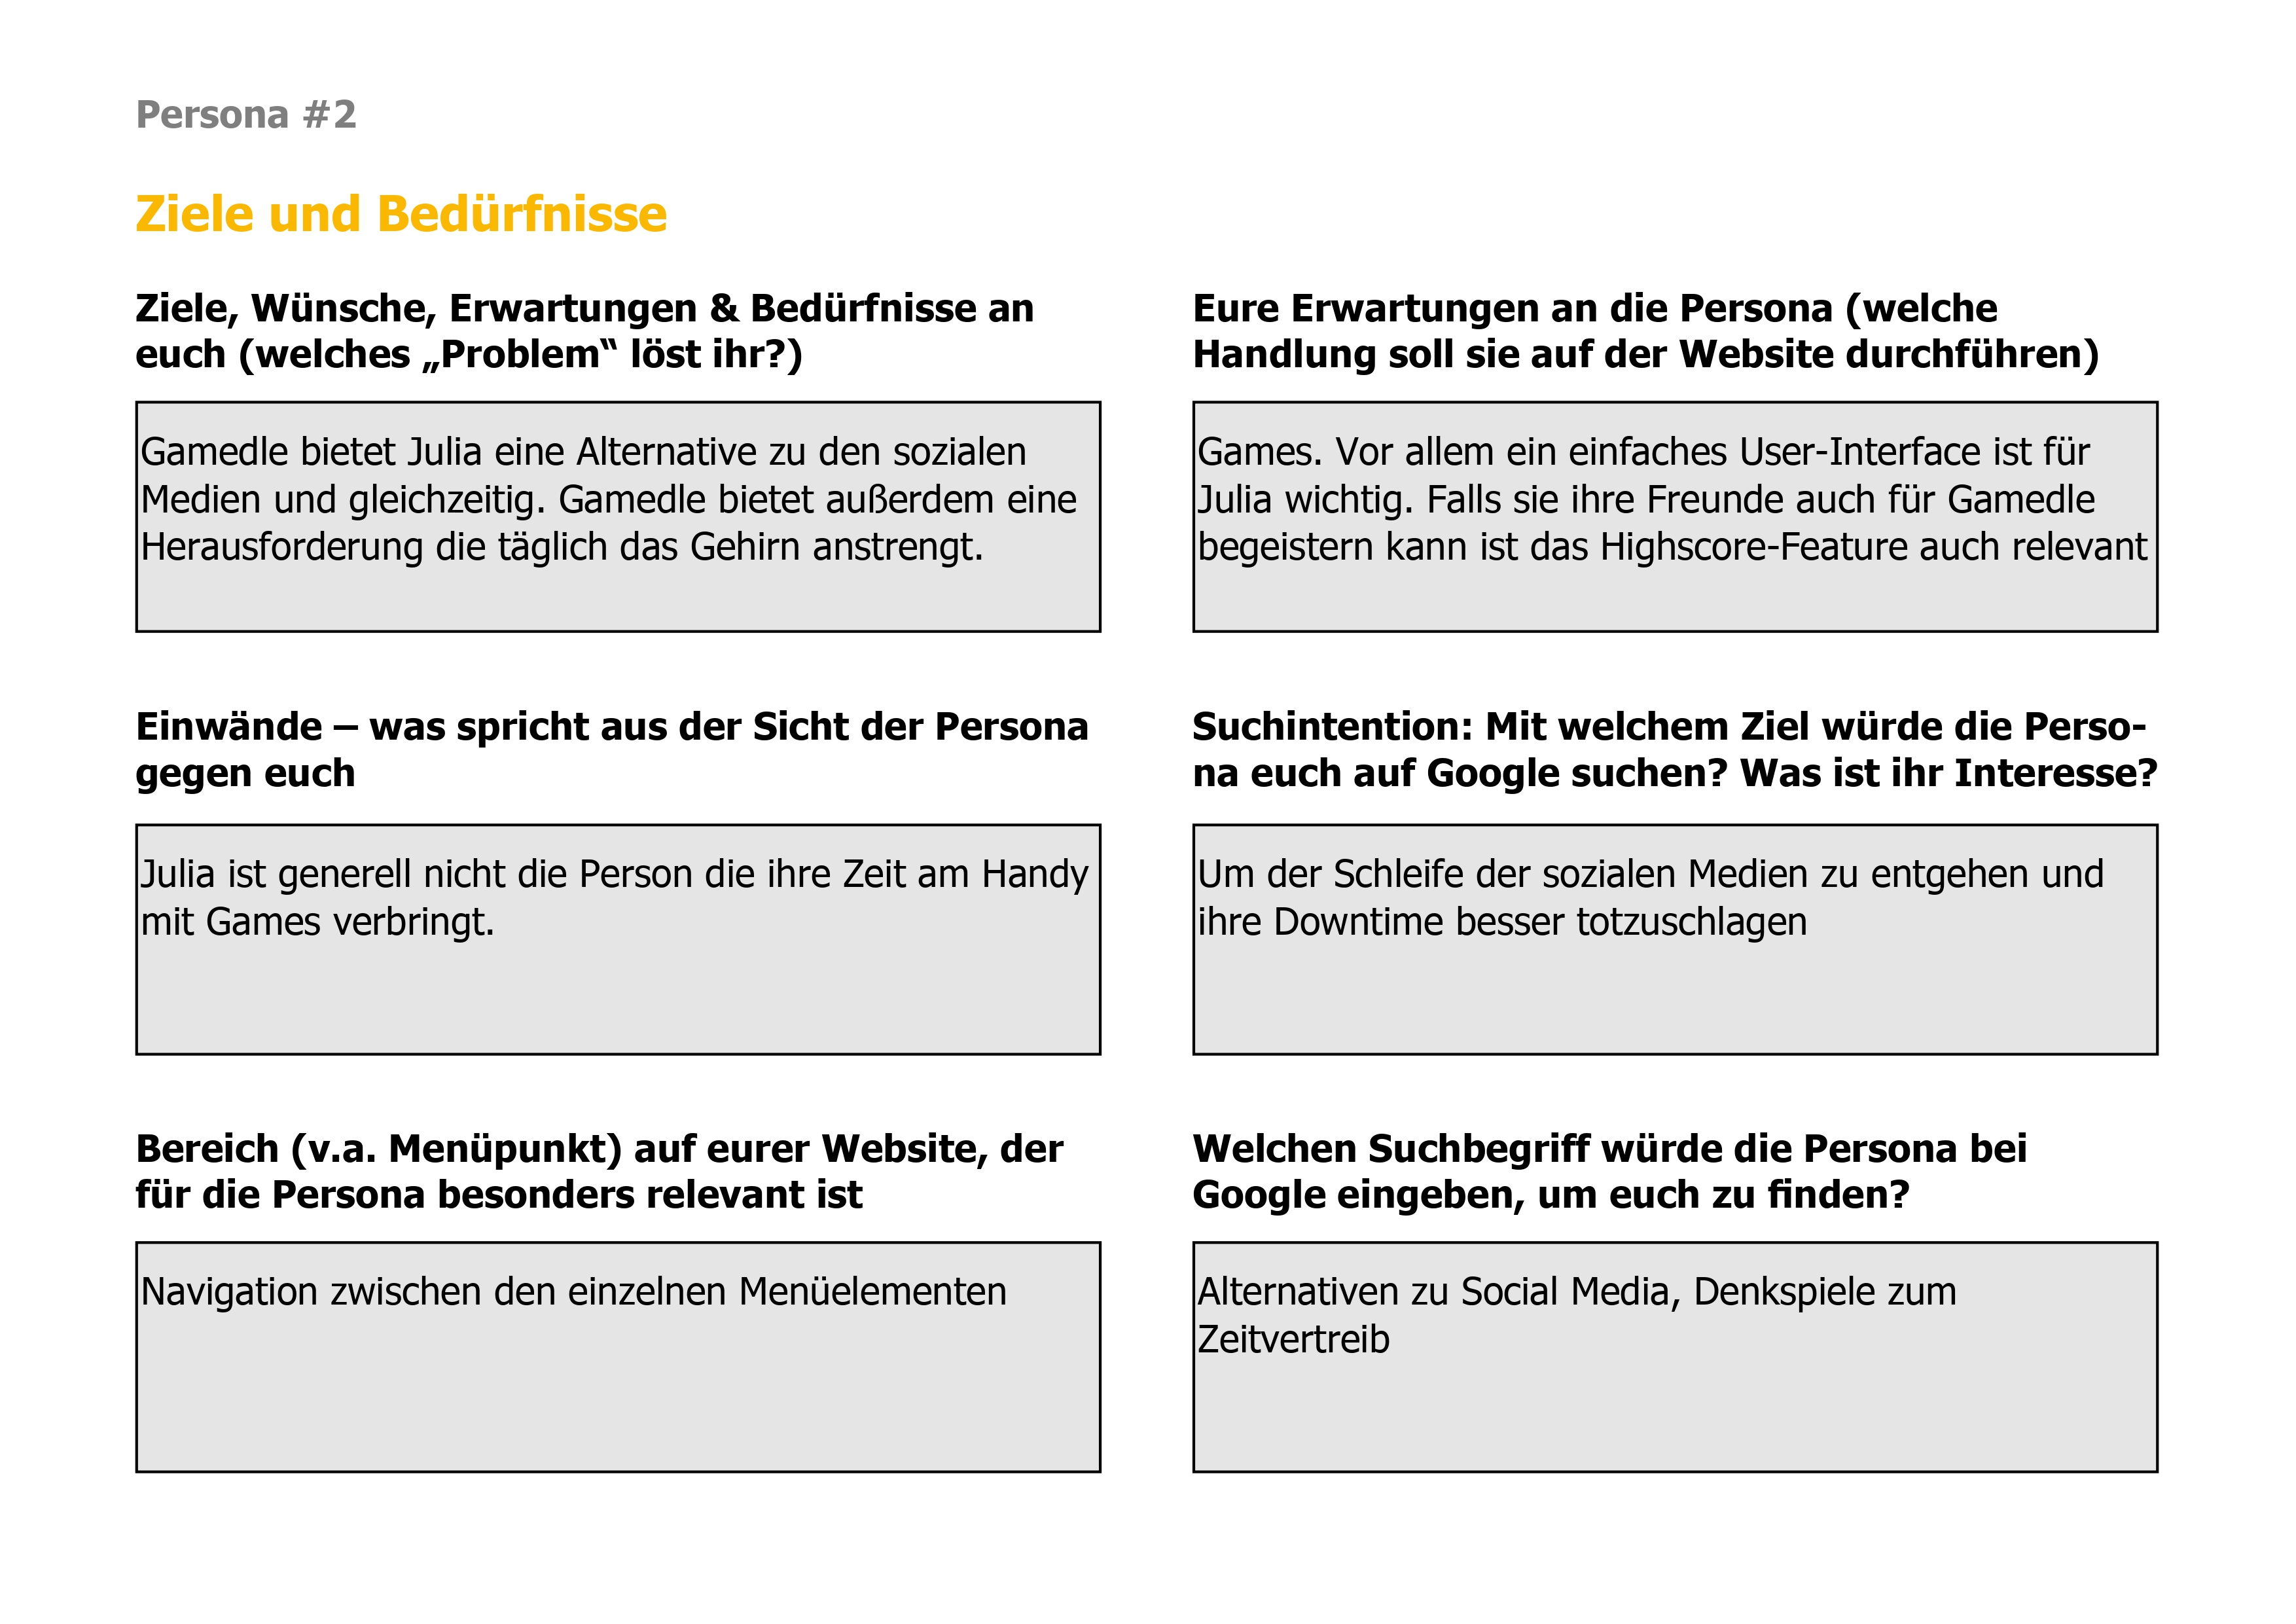 Persona #2
Ziele und Bedürfnisse
Ziele, Wünsche, Erwartungen & Bedürfnisse an
euch (welches „Problem‟ löst ihr?)
Gamedle bietet Julia eine Alternative zu den sozialen
Medien und gleichzeitig. Gamedle bietet außerdem eine
Herausforderung die täglich das Gehirn anstrengt.
Eure Erwartungen an die Persona (welche
Handlung soll sie auf der Website durchführen)
Games. Vor allem ein einfaches User-Interface ist für
Julia wichtig. Falls sie ihre Freunde auch für Gamedle
begeistern kann ist das Highscore-Feature auch relevant
Einwände – was spricht aus der Sicht der Persona
gegen euch
Julia ist generell nicht die Person die ihre Zeit am Handy
mit Games verbringt.
Suchintention: Mit welchem Ziel würde die Perso-
na euch auf Google suchen? Was ist ihr Interesse?
Um der Schleife der sozialen Medien zu entgehen und
ihre Downtime besser totzuschlagen
Bereich (v.a. Menüpunkt) auf eurer Website, der
für die Persona besonders relevant ist
Navigation zwischen den einzelnen Menüelementen
Welchen Suchbegriff würde die Persona bei
Google eingeben, um euch zu finden?
Alternativen zu Social Media, Denkspiele zum
Zeitvertreib